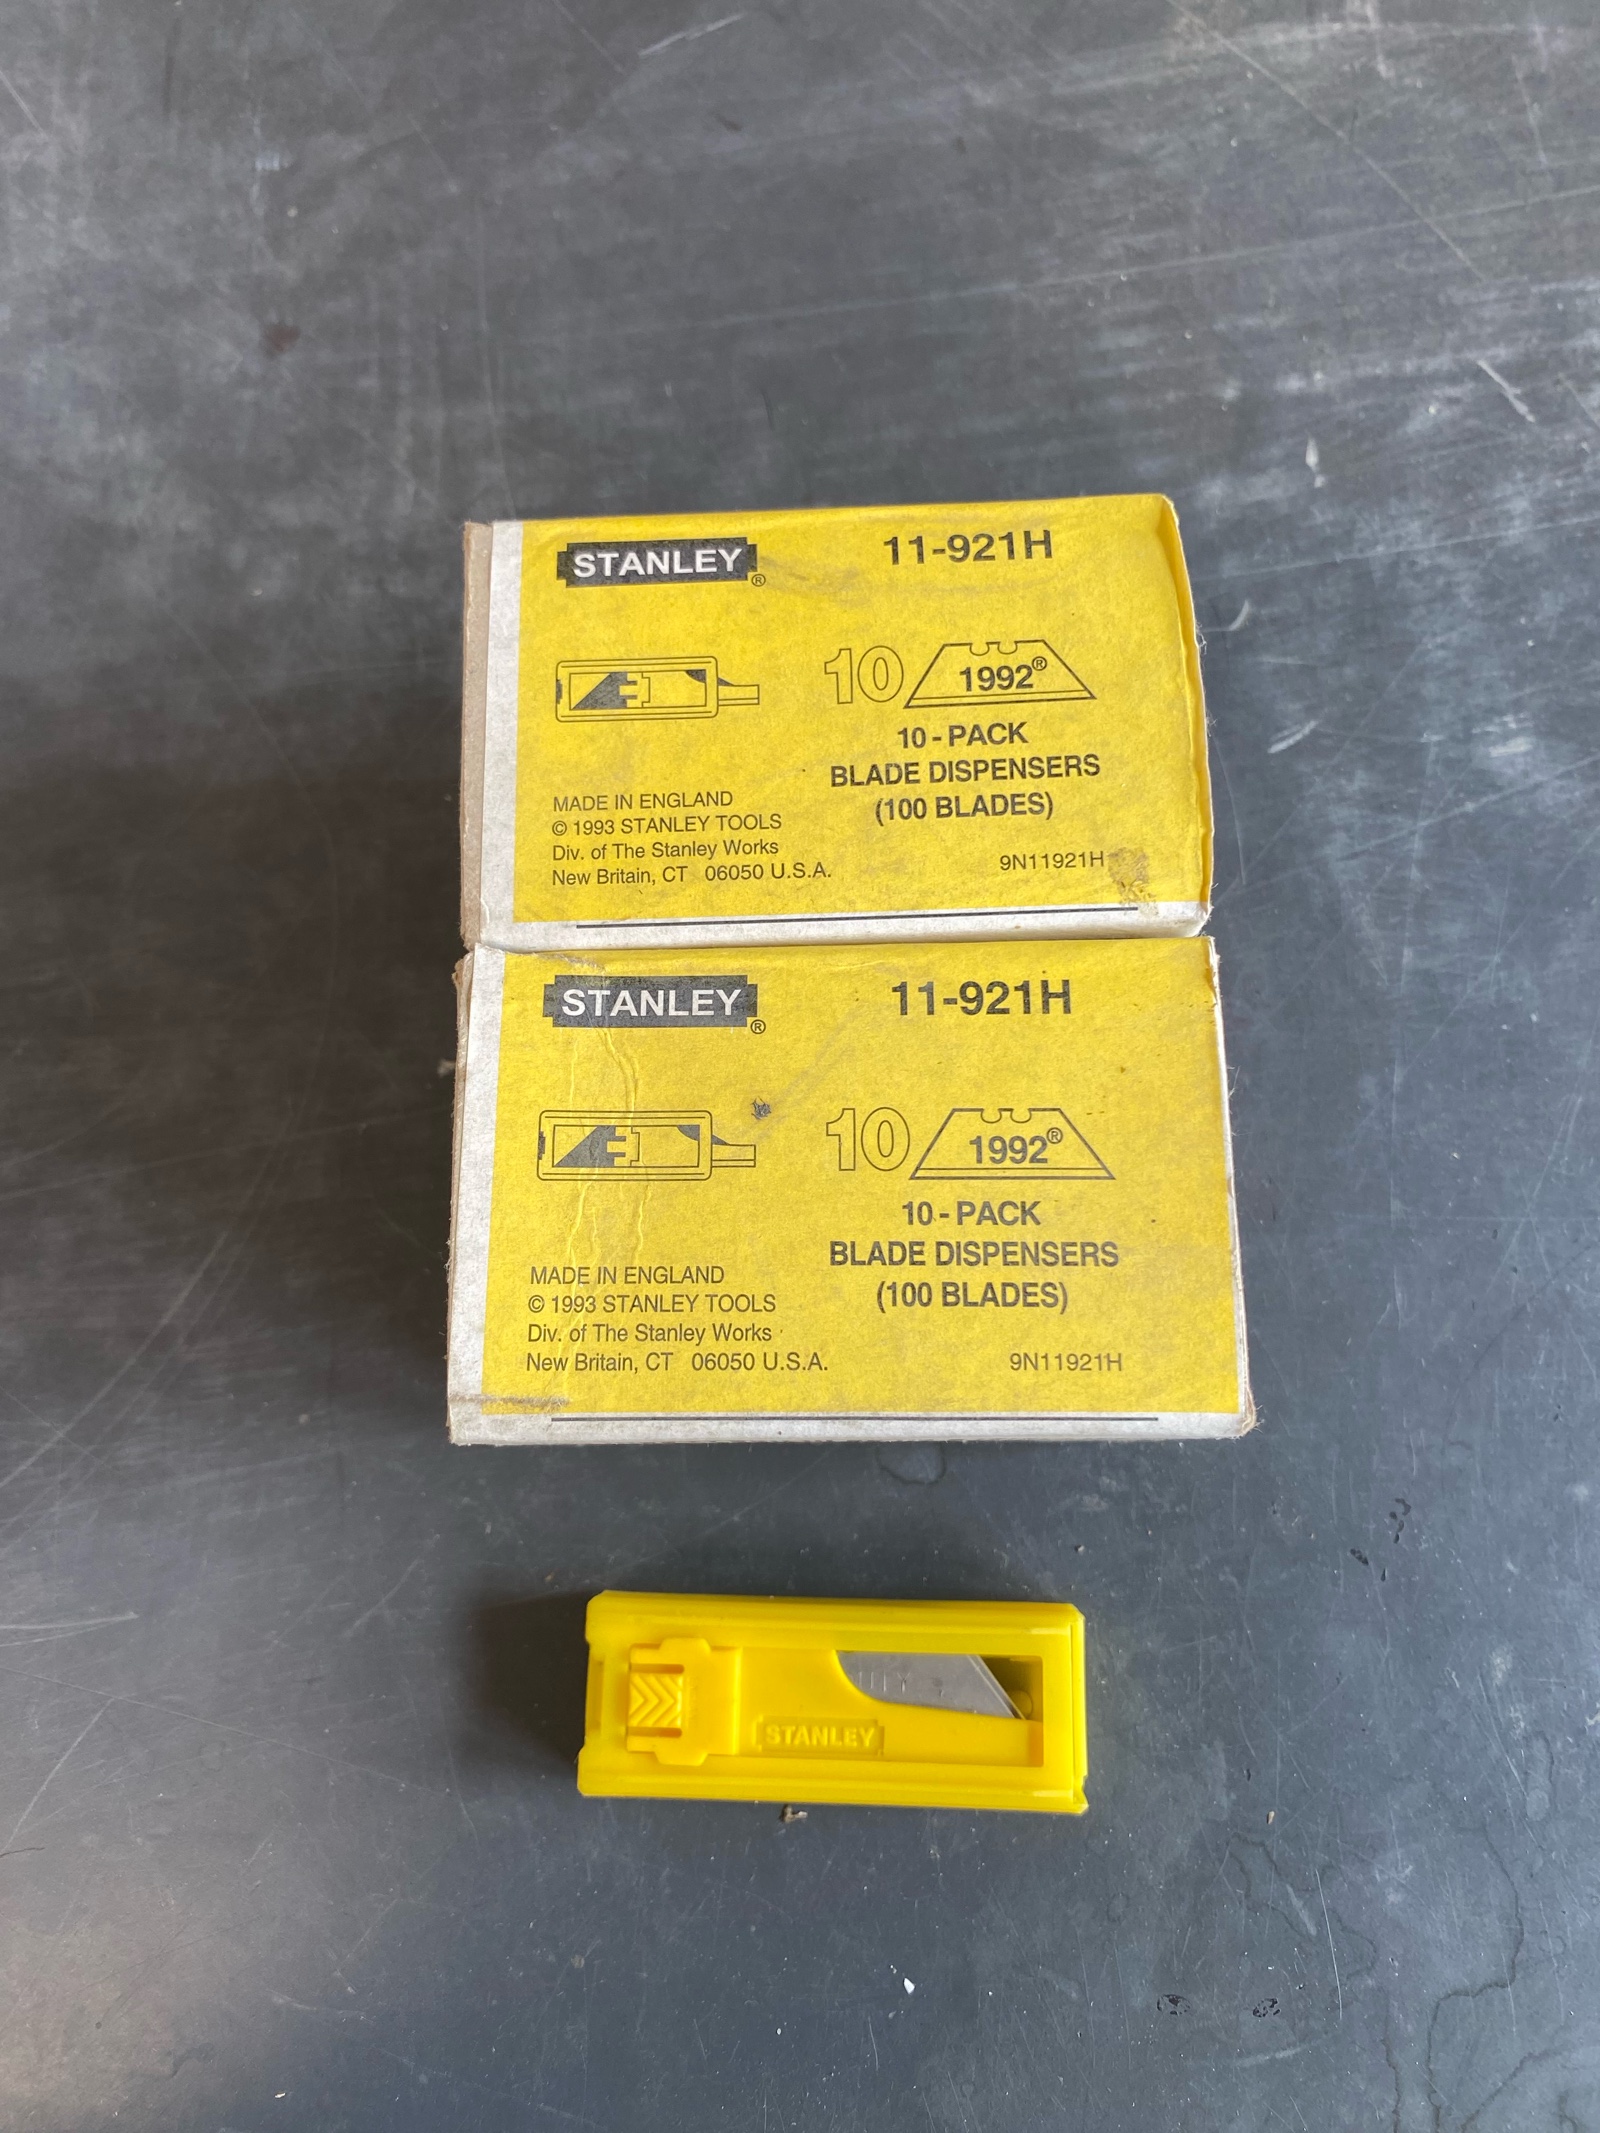 STANLEY®
11-921H
10 1992®
10 - PACK
BLADE DISPENSERS
(100 BLADES)
MADE IN ENGLAND
© 1993 STANLEY TOOLS
Div. of The Stanley Works
New Britain, CT 06050 U.S.A.
9N11921H
STANLEY®
11-921H
10 1992®
10 - PACK
BLADE DISPENSERS
(100 BLADES)
MADE IN ENGLAND
© 1993 STANLEY TOOLS
Div. of The Stanley Works
New Britain, CT 06050 U.S.A.
9N11921H
STANLEY